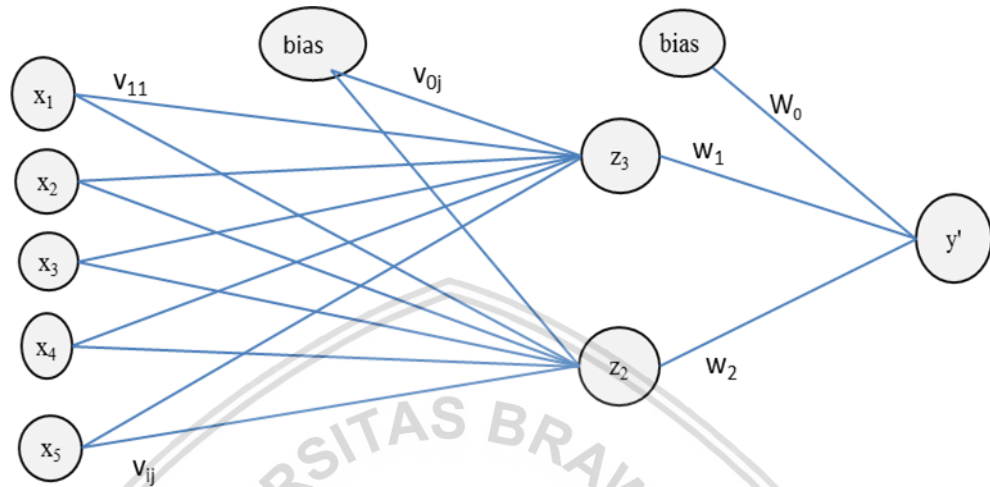 bias
bias
x₁
v₁₁
v₀ⱼ
W₀
x₂
z₃
w₁
x₃
y'
x₄
z₂
w₂
x₅
vᵢⱼ
RSITAS BRAW